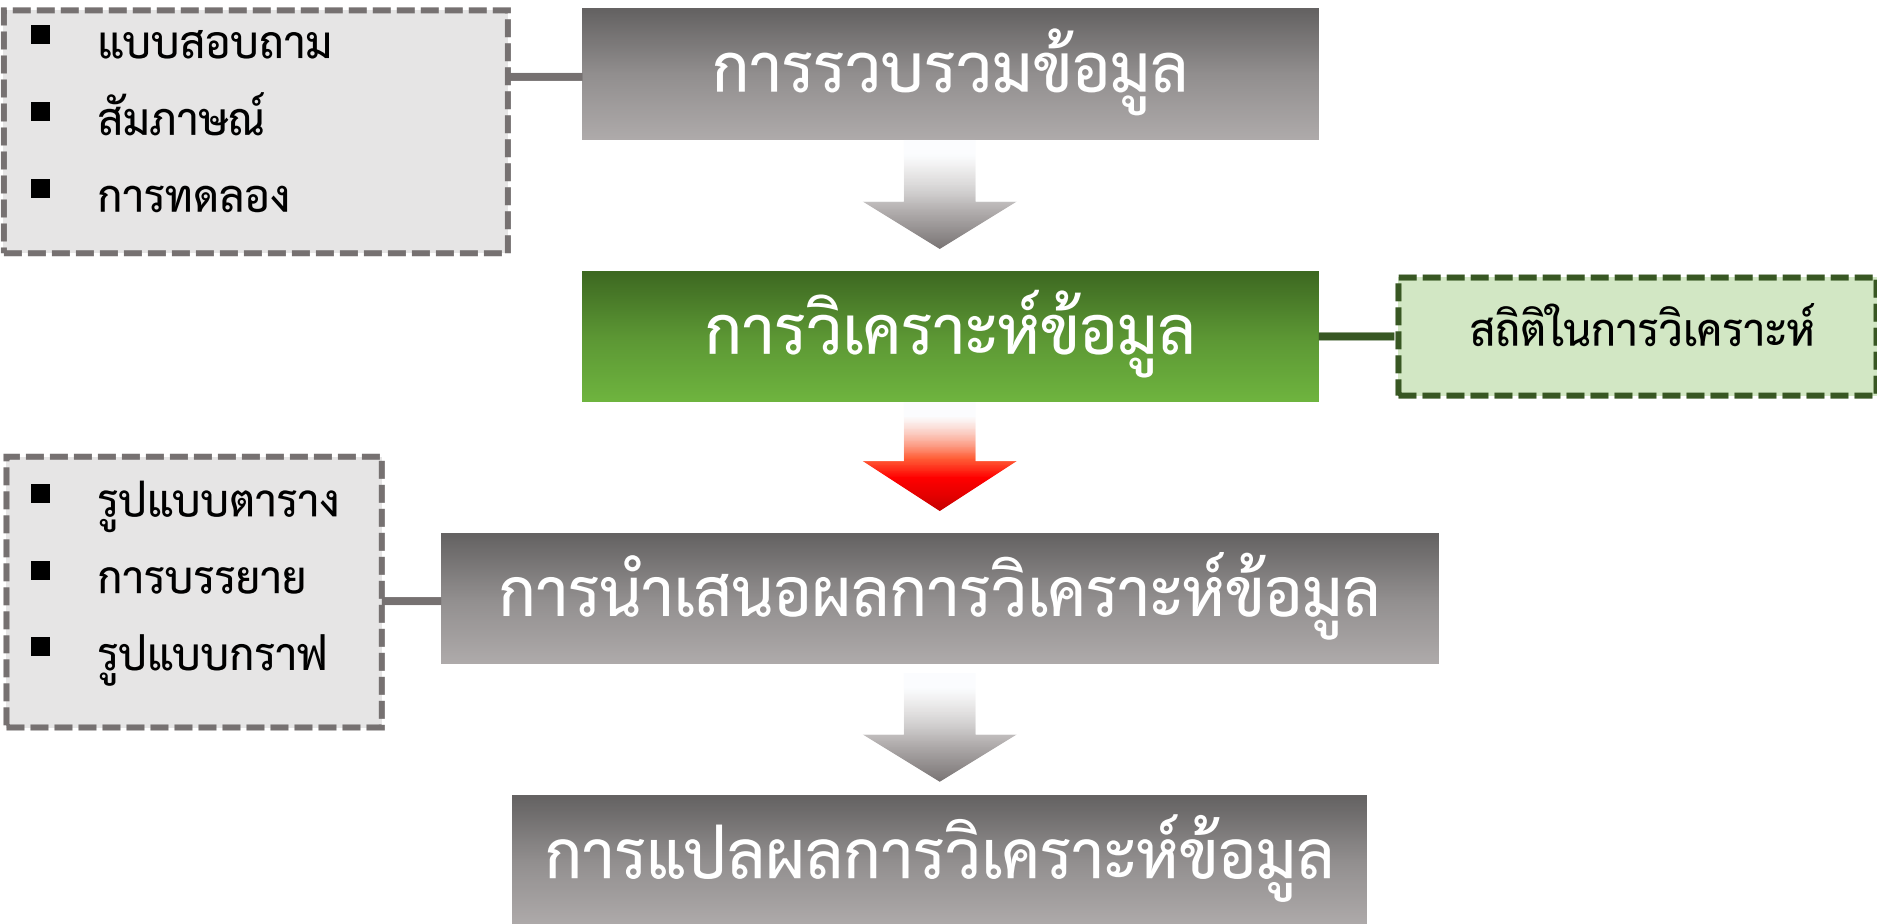 แบบสอบถาม
สัมภาษณ์
การทดลอง
การรวบรวมข้อมูล
การวิเคราะห์ข้อมูล
สถิติในการวิเคราะห์
รูปแบบตาราง
การบรรยาย
รูปแบบกราฟ
การนำเสนอผลการวิเคราะห์ข้อมูล
การแปลผลการวิเคราะห์ข้อมูล